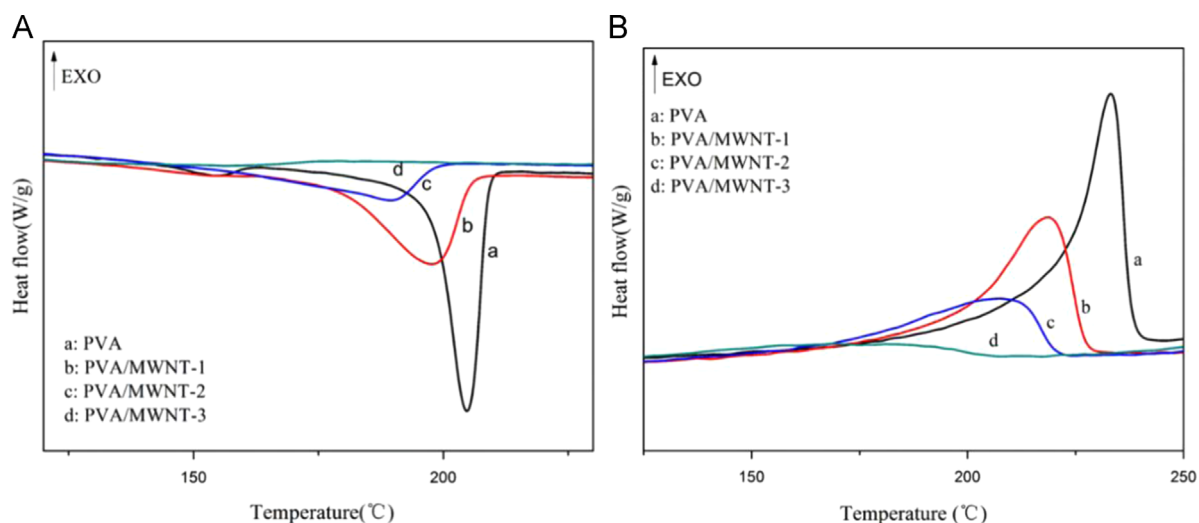 A
EXO
d
c
b
a
a: PVA
b: PVA/MWNT-1
c: PVA/MWNT-2
d: PVA/MWNT-3
Heat flow(W/g)
150
200
Temperature(℃)
B
EXO
a: PVA
b: PVA/MWNT-1
c: PVA/MWNT-2
d: PVA/MWNT-3
a
b
c
d
Heat flow(W/g)
150
200
250
Temperature (℃)